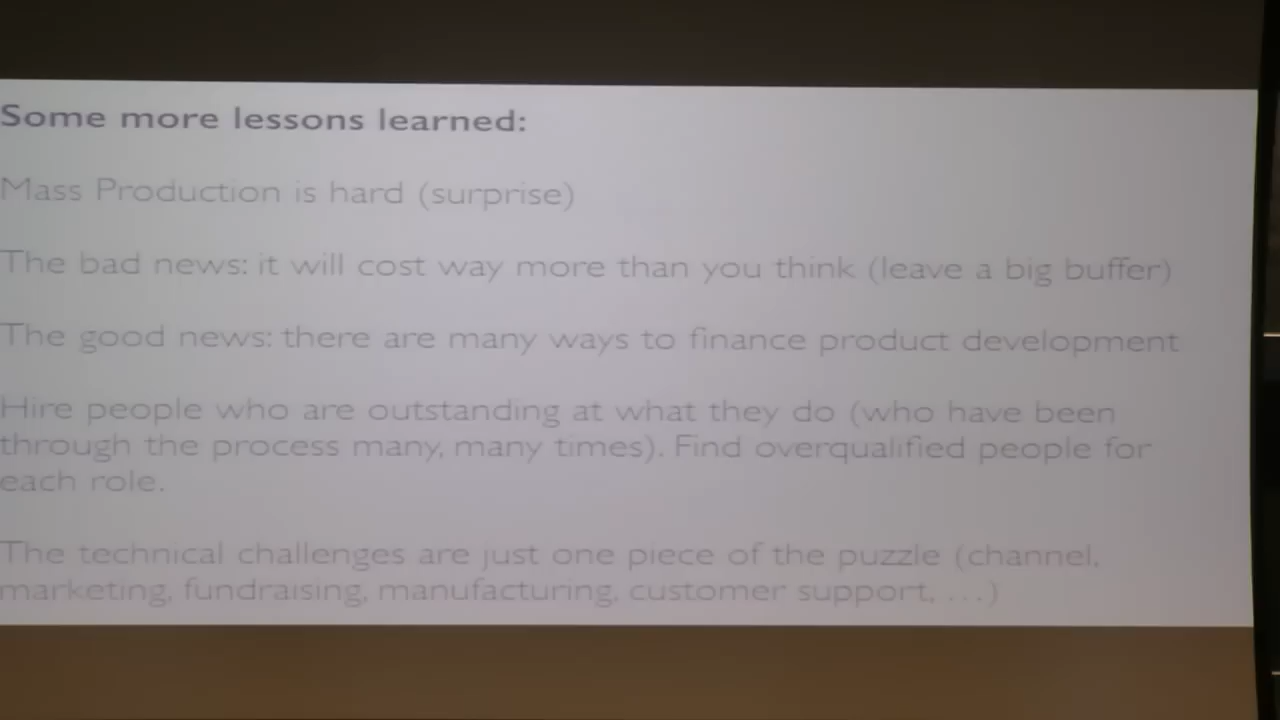 Some more lessons learned:
Mass Production is hard (surprise)
The bad news: it will cost way more than you think (leave a big buffer)
The good news: there are many ways to finance product development
Hire people who are outstanding at what they do (who have been
through the process many, many times). Find overqualified people for
each role.
The technical challenges are just one piece of the puzzle (channel,
marketing, fundraising, manufacturing, customer support, …)